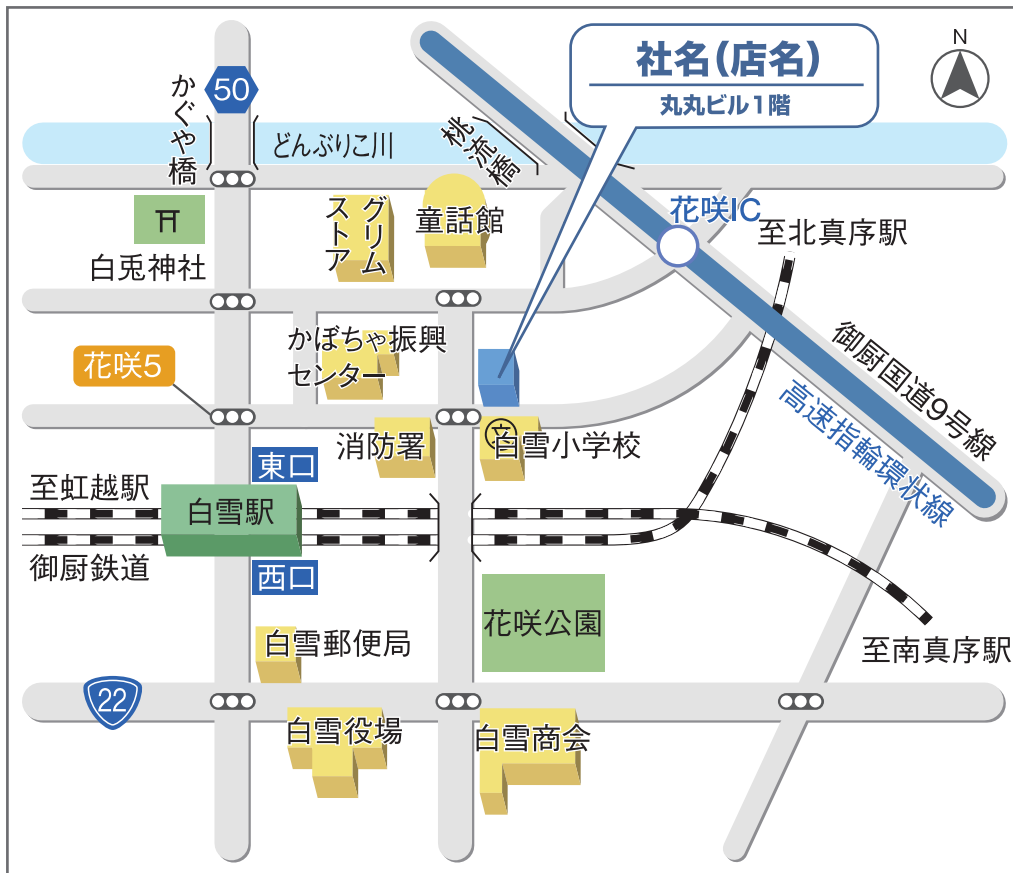 社名(店名)
丸丸ビル1階
N
50
かぐや橋
どんぶりこ川
桃流橋
花咲IC
至北真序駅
白兎神社
グリム
ストア
童話館
かぼちゃ振興
センター
花咲5
御厨国道9号線
高速指輪環状線
消防署
文
白雪小学校
東口
至虹越駅
白雪駅
御厨鉄道
西口
花咲公園
白雪郵便局
至南真序駅
22
白雪役場
白雪商会